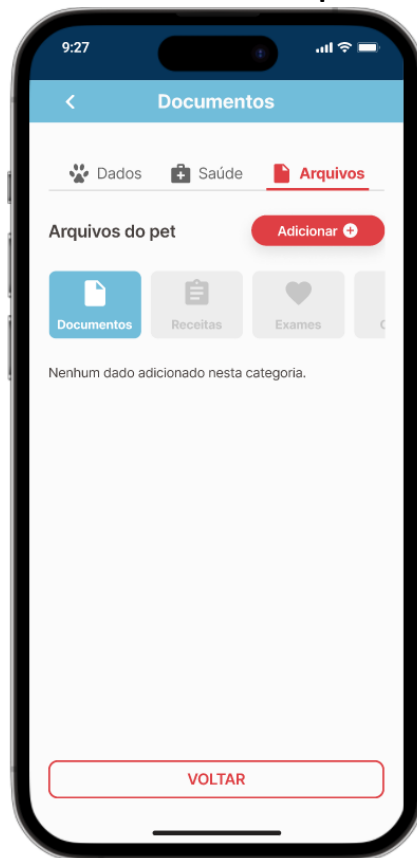 9:27
Documentos
Dados Saúde Arquivos
Arquivos do pet Adicionar
Documentos Receitas Exames
Nenhum dado adicionado nesta categoria.
VOLTAR